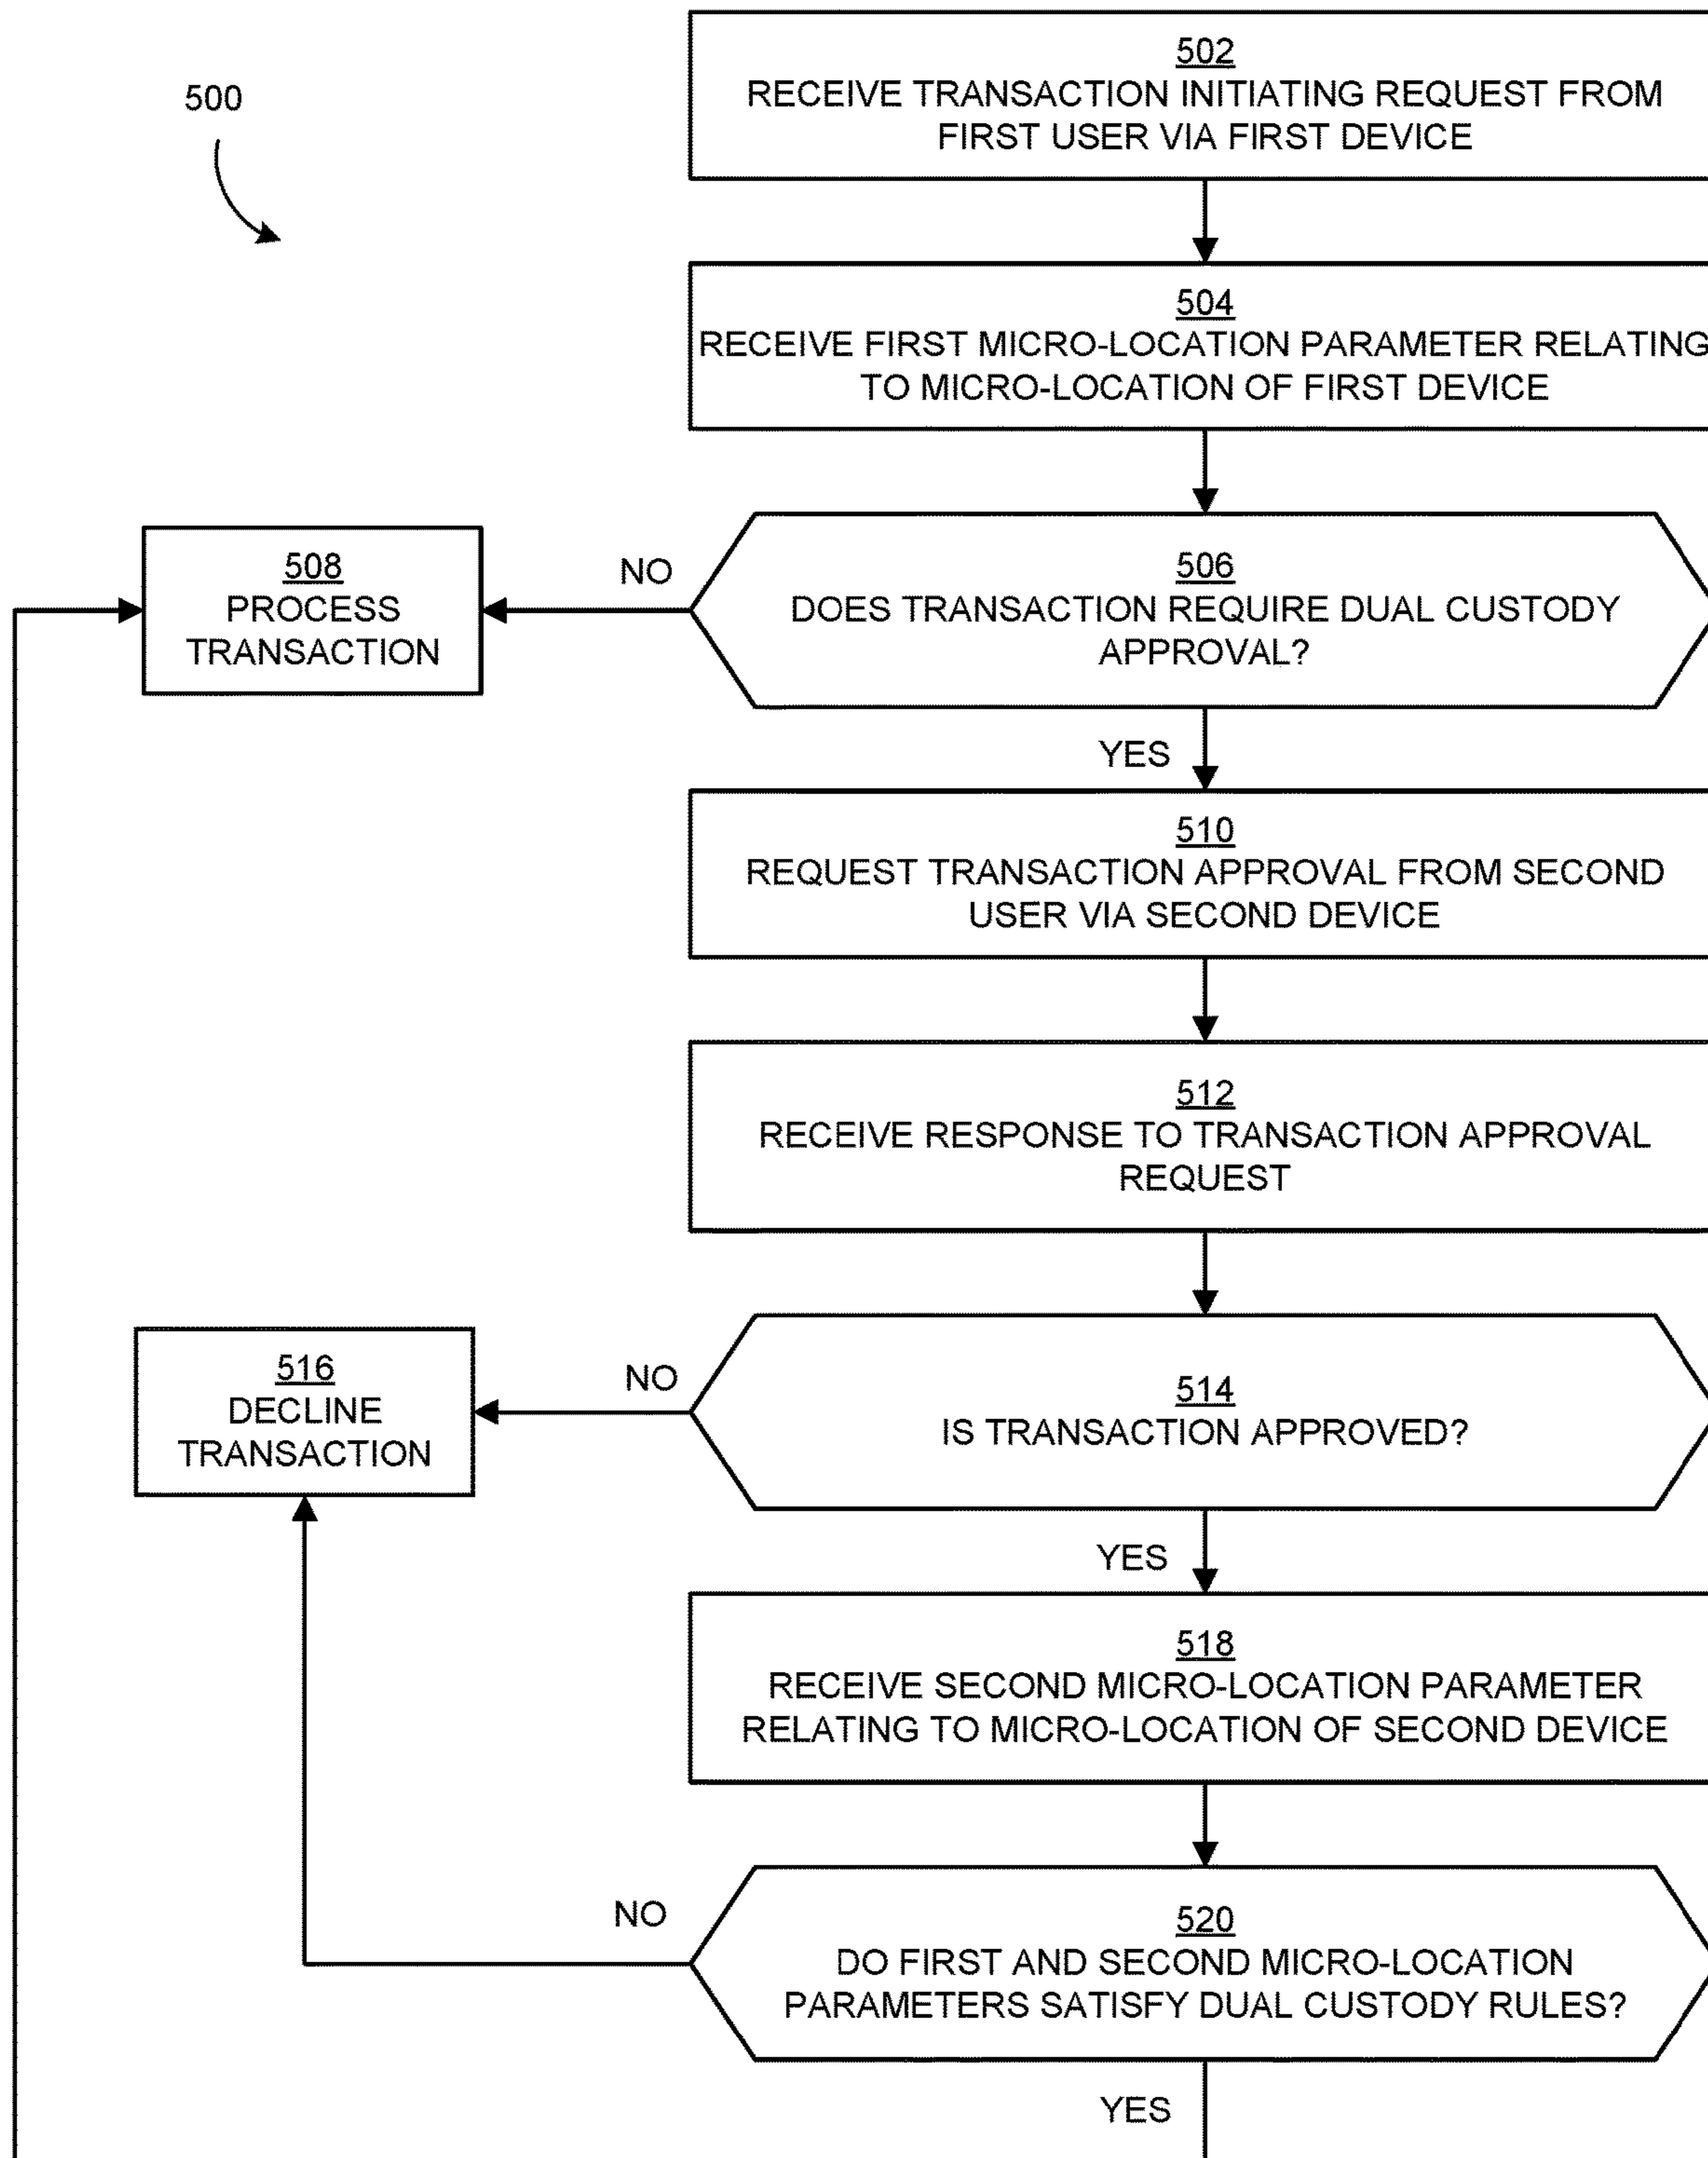 500
502
RECEIVE TRANSACTION INITIATING REQUEST FROM
FIRST USER VIA FIRST DEVICE
504
RECEIVE FIRST MICRO-LOCATION PARAMETER RELATING
TO MICRO-LOCATION OF FIRST DEVICE
506
DOES TRANSACTION REQUIRE DUAL CUSTODY
APPROVAL?
NO
508
PROCESS
TRANSACTION
YES
510
REQUEST TRANSACTION APPROVAL FROM SECOND
USER VIA SECOND DEVICE
512
RECEIVE RESPONSE TO TRANSACTION APPROVAL
REQUEST
514
IS TRANSACTION APPROVED?
NO
516
DECLINE
TRANSACTION
YES
518
RECEIVE SECOND MICRO-LOCATION PARAMETER
RELATING TO MICRO-LOCATION OF SECOND DEVICE
520
DO FIRST AND SECOND MICRO-LOCATION
PARAMETERS SATISFY DUAL CUSTODY RULES?
NO
YES